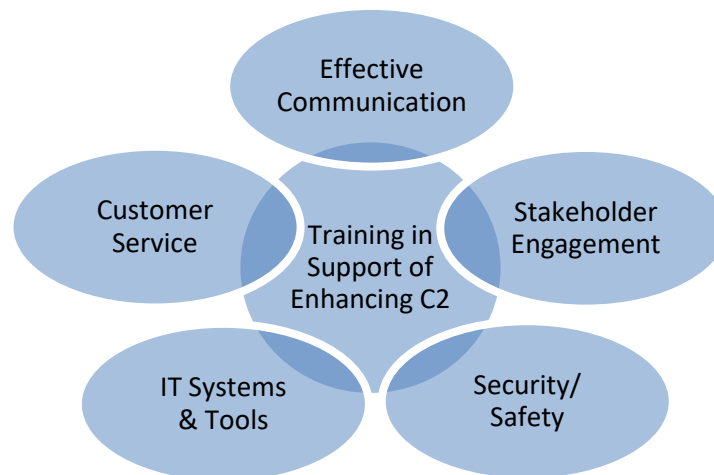 Effective
Communication
Customer
Service
Stakeholder
Engagement
Training in
Support of
Enhancing C2
IT Systems
& Tools
Security/
Safety